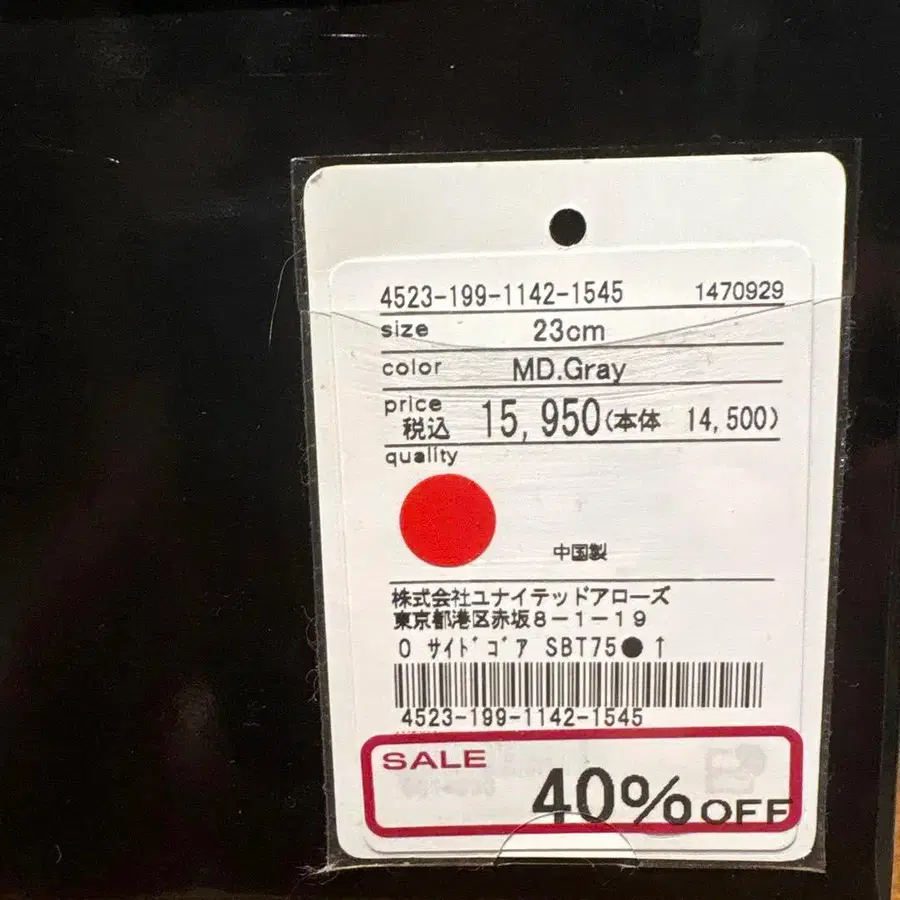 4523-199-1142-1545 1470929
size 23cm
color MD.Gray
price
税込 15,950(本体 14,500)
quality
中国製
株式会社ユナイテッドアローズ
東京都港区赤坂8-1-19
O サイドゴア SBT75●↑
4523-199-1142-1545
SALE
40%OFF